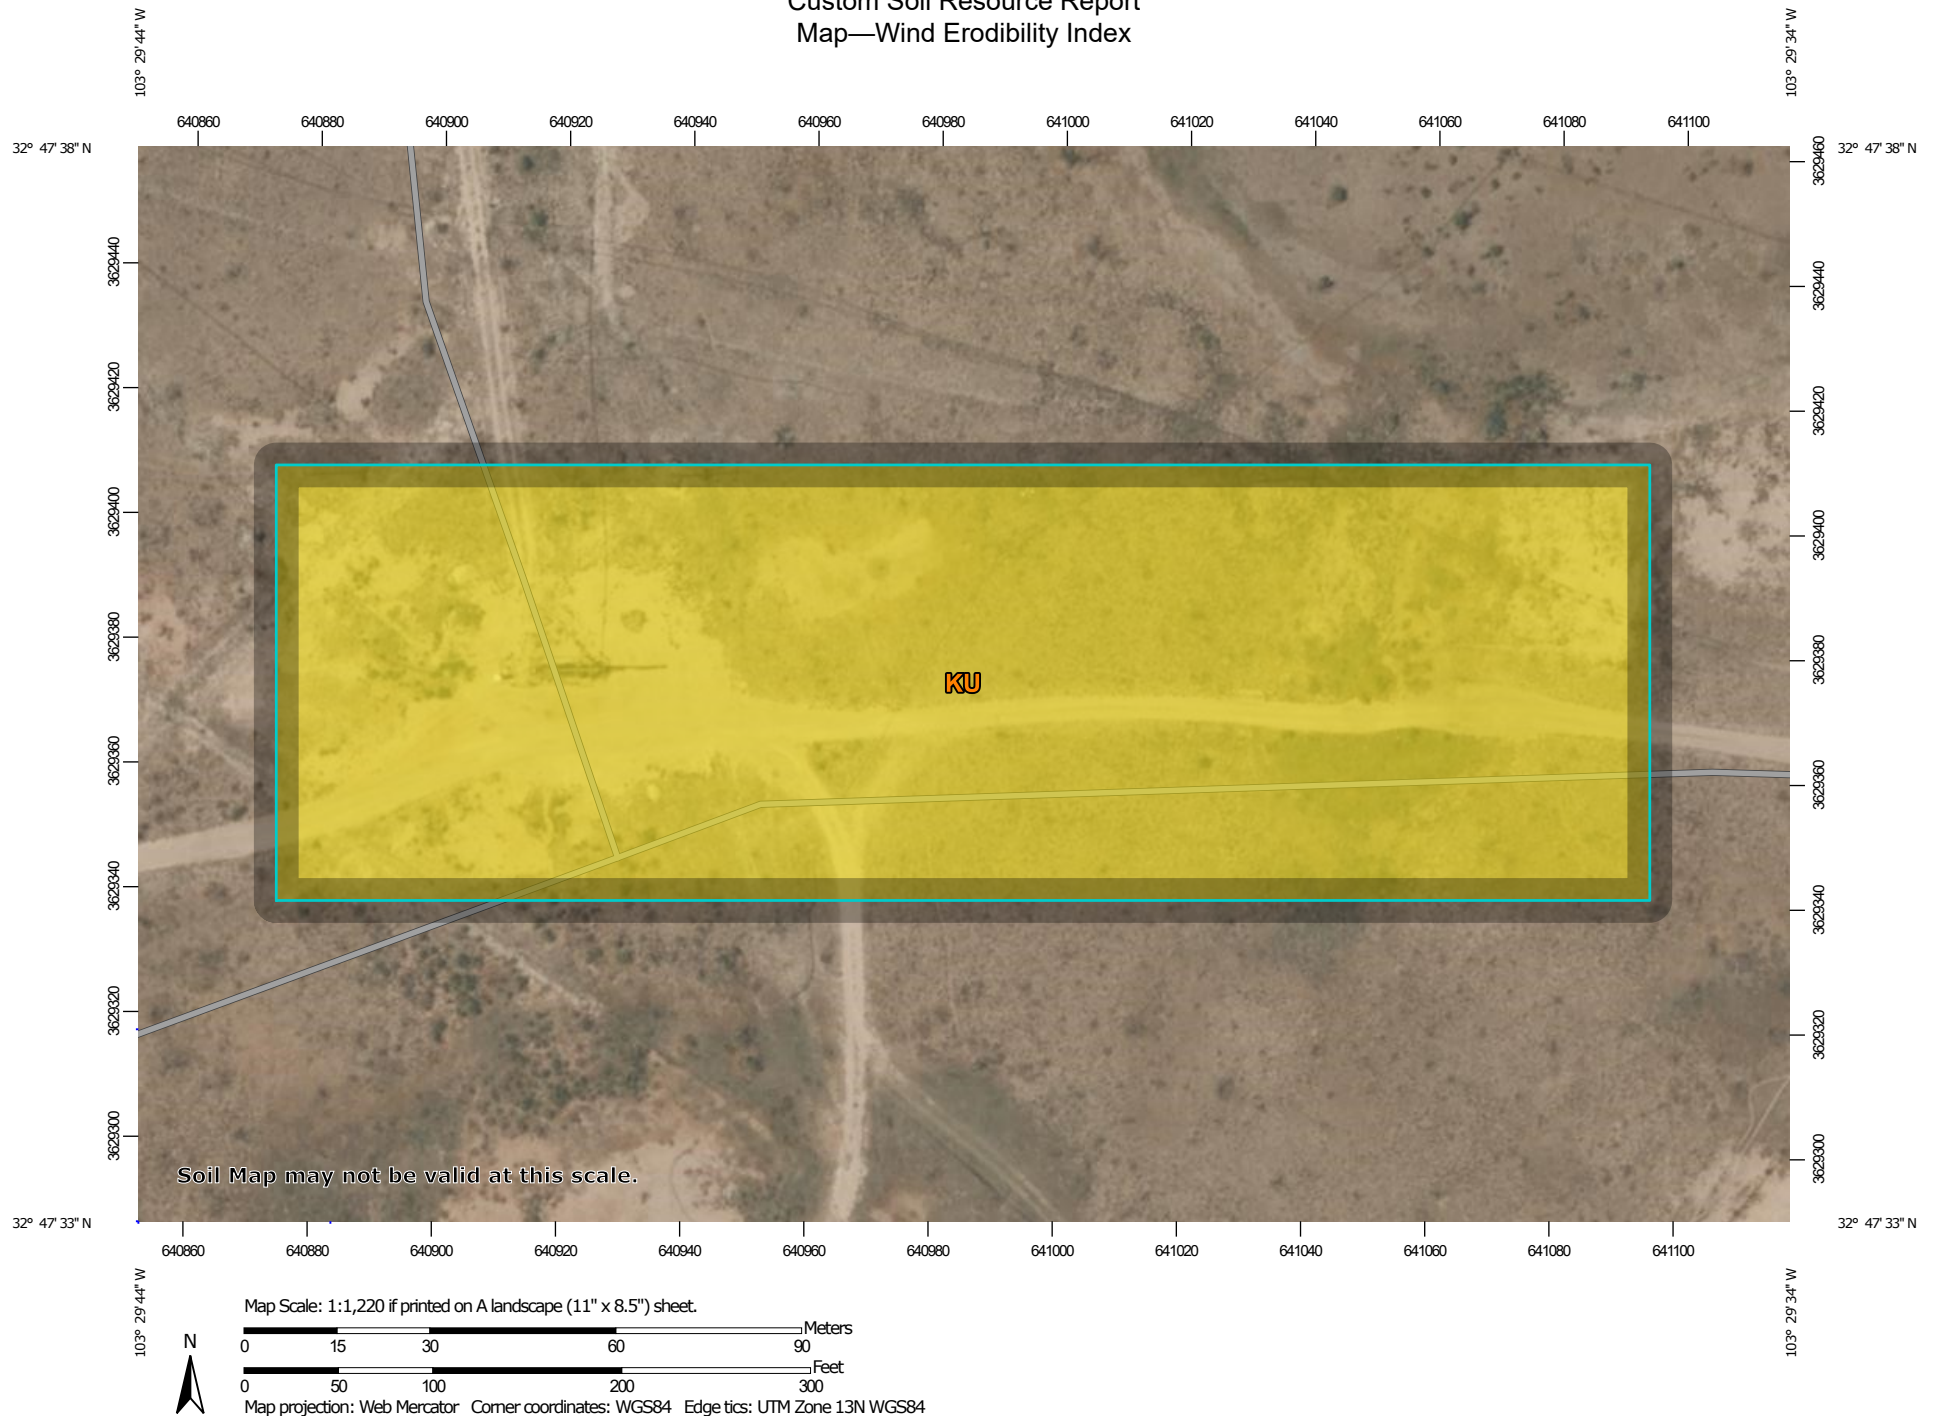 Custom Soil Resource Report
Map—Wind Erodibility Index
103° 29' 44" W
103° 29' 34" W
640860 640880 640900 640920 640940 640960 640980 641000 641020 641040 641060 641080 641100
32° 47' 38" N
32° 47' 38" N
3629440
3629420
3629400
3629380
3629360
3629340
3629320
3629300
3629460
3629440
3629420
3629400
3629380
3629360
3629340
3629320
3629300
KU
Soil Map may not be valid at this scale.
32° 47' 33" N
32° 47' 33" N
640860 640880 640900 640920 640940 640960 640980 641000 641020 641040 641060 641080 641100
103° 29' 44" W
103° 29' 34" W
Map Scale: 1:1,220 if printed on A landscape (11" x 8.5") sheet.
Meters
0 15 30 60 90
Feet
0 50 100 200 300
N
Map projection: Web Mercator Corner coordinates: WGS84 Edge tics: UTM Zone 13N WGS84